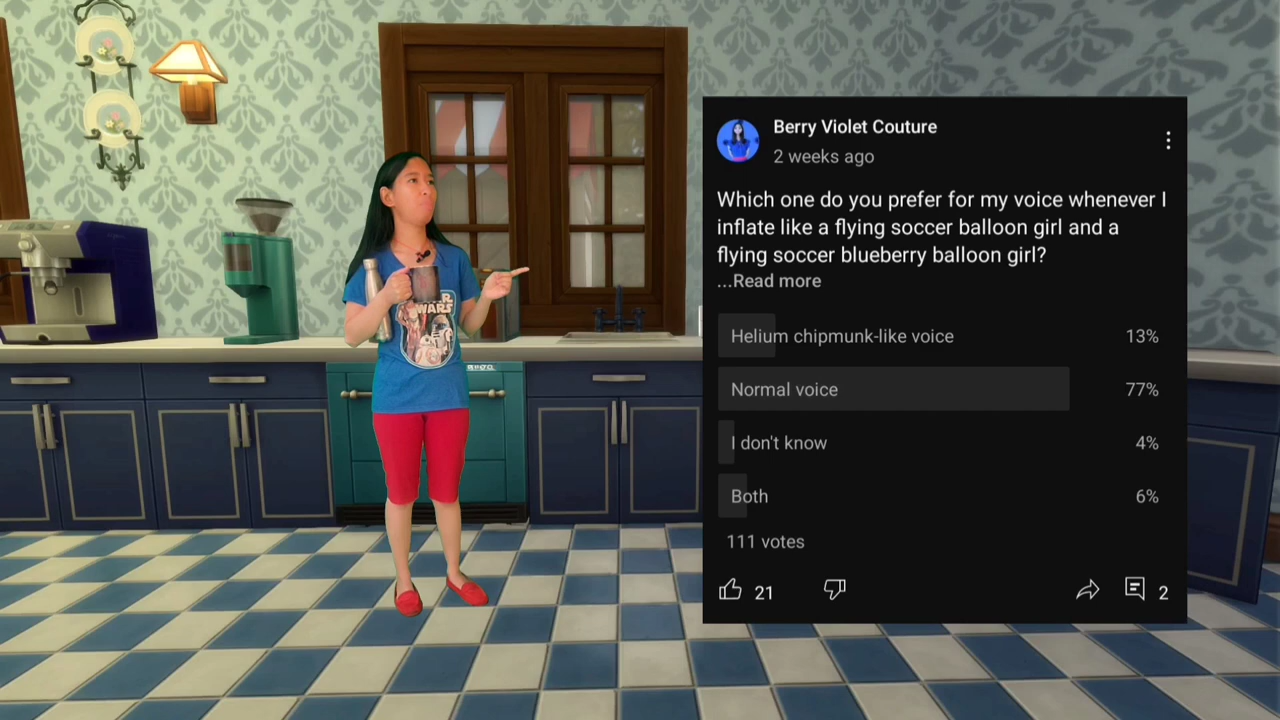 Berry Violet Couture
2 weeks ago
Which one do you prefer for my voice whenever I
inflate like a flying soccer balloon girl and a
flying soccer blueberry balloon girl?
...Read more
Helium chipmunk-like voice 13%
Normal voice 77%
I don't know 4%
Both 6%
111 votes
21 2
WARS